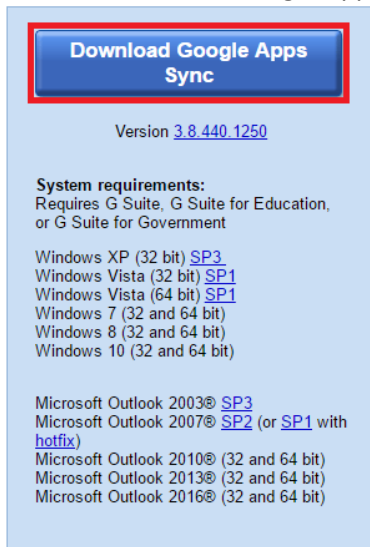 Download Google Apps
Sync
Version 3.8.440.1250
System requirements:
Requires G Suite, G Suite for Education,
or G Suite for Government
Windows XP (32 bit) SP3
Windows Vista (32 bit) SP1
Windows Vista (64 bit) SP1
Windows 7 (32 and 64 bit)
Windows 8 (32 and 64 bit)
Windows 10 (32 and 64 bit)
Microsoft Outlook 2003® SP3
Microsoft Outlook 2007® SP2 (or SP1 with
hotfix)
Microsoft Outlook 2010® (32 and 64 bit)
Microsoft Outlook 2013® (32 and 64 bit)
Microsoft Outlook 2016® (32 and 64 bit)